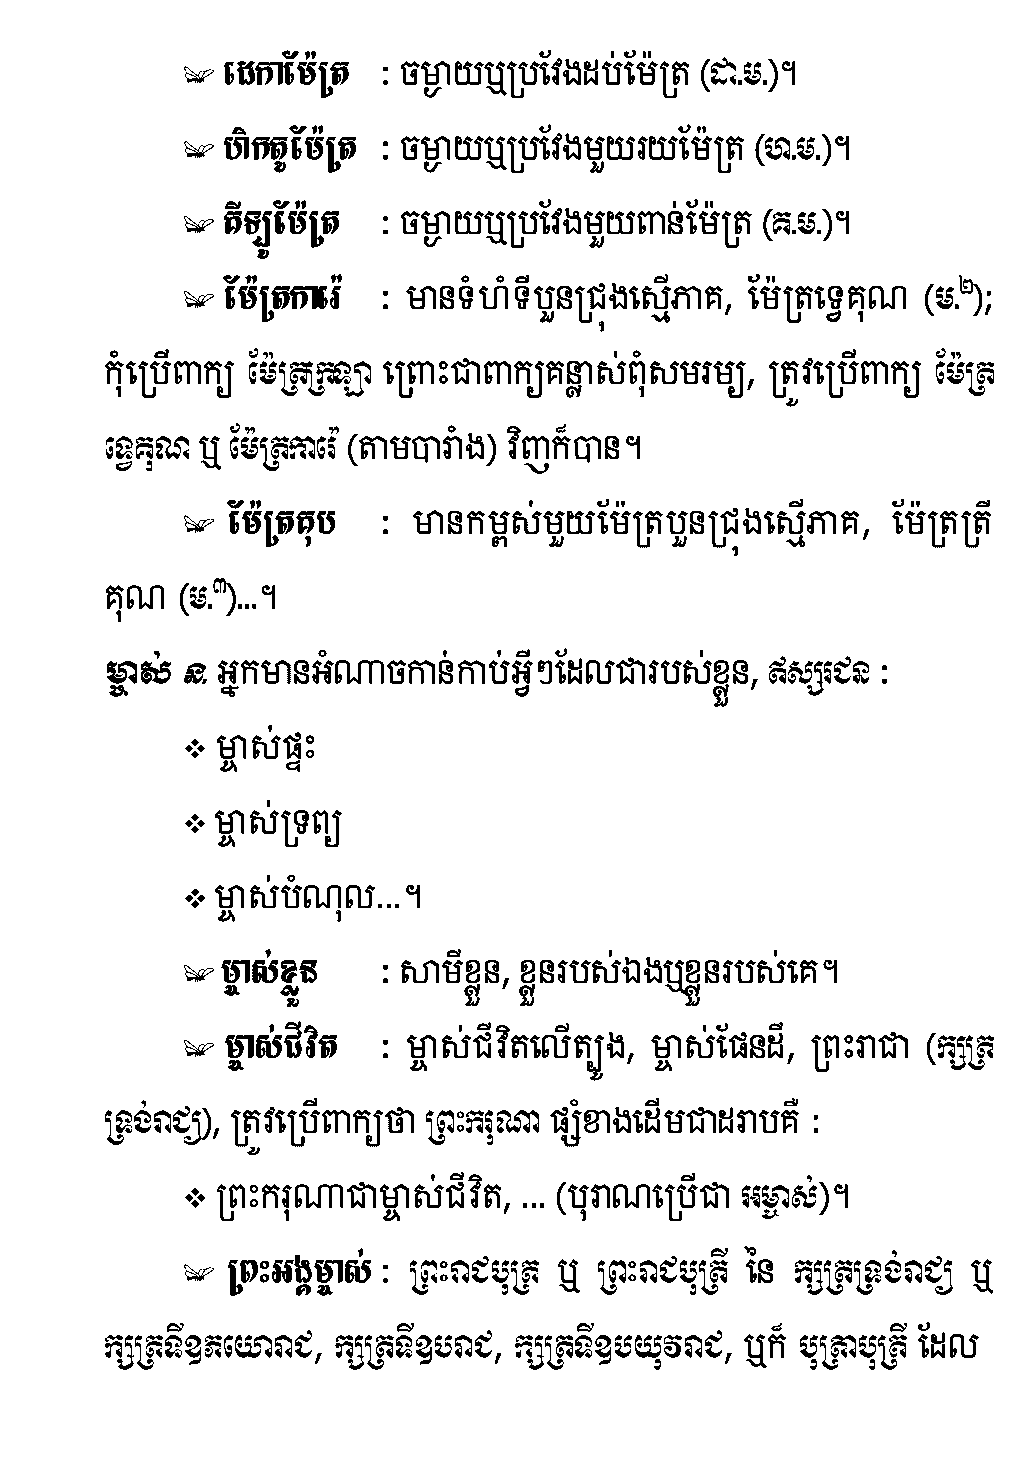 ដេកាម៉ែត្រ : ចម្ងាយឬប្រវែងដប់ម៉ែត្រ (ដា.ម.)។
ហិកតូម៉ែត្រ : ចម្ងាយឬប្រវែងមួយរយម៉ែត្រ (ហ.ម.)។
គីឡូម៉ែត្រ : ចម្ងាយឬប្រវែងមួយពាន់ម៉ែត្រ (គ.ម.)។
ម៉ែត្រការេ៉ : មានទំហំទីបួនជ្រុងស្មើភាគ, ម៉ែត្រទ្វេគុណ (ម.២);
កុំប្រើពាក្យ ម៉ែត្រក្រឡា ព្រោះជាពាក្យគន្លាស់ពុំសមរម្យ, ត្រូវប្រើពាក្យ ម៉ែត្រ
ទ្វេគុណ ឬ ម៉ែត្រការេ៉ (តាមបារាំង) វិញក៏បាន។
ម៉ែត្រគុប : មានកម្ពស់មួយម៉ែត្របួនជ្រុងស្មើភាគ, ម៉ែត្រត្រី
គុណ (ម.៣)...។
ម្ចាស់ ន. អ្នកមានអំណាចកាន់កាប់អ្វីៗដែលជារបស់ខ្លួន, ឥស្សរជន :
❖ ម្ចាស់ផ្ទះ
❖ ម្ចាស់ទ្រព្យ
❖ ម្ចាស់បំណុល...។
ម្ចាស់ខ្លួន : សាមីខ្លួន, ខ្លួនរបស់ឯងឬខ្លួនរបស់គេ។
ម្ចាស់ជីវិត : ម្ចាស់ជីវិតលើត្បូង, ម្ចាស់ផែនដី, ព្រះរាជា (ក្សត្រ
ទ្រង់រាជ្យ), ត្រូវប្រើពាក្យថា ព្រះករុណា ផ្សំខាងដើមជាដរាបគឺ :
❖ ព្រះករុណាជាម្ចាស់ជីវិត, ... (បុរាណប្រើជា អម្ចាស់)។
ព្រះអង្គម្ចាស់ : ព្រះរាជបុត្រ ឬ ព្រះរាជបុត្រី នៃ ក្សត្រទ្រង់រាជ្យ ឬ
ក្សត្រទីឧភយោរាជ, ក្សត្រទីឧបរាជ, ក្សត្រទីឧបយុវរាជ, ឬក៏ បុត្រាបុត្រី ដែល